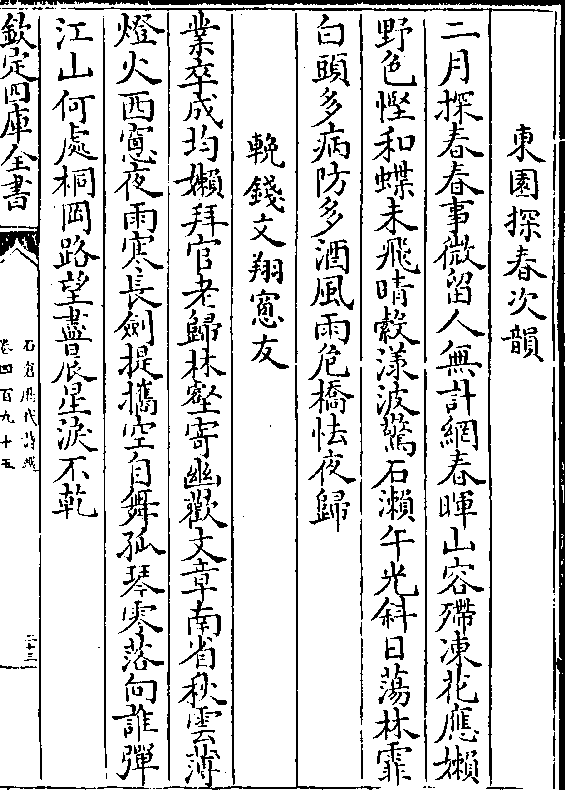 東園探春次韻
二月探春春事微留人無計網春暉山容殢凍花應嬾
野色慳和蝶未飛晴縠漾波驚石瀨午光斜日蕩林霏
白頭多病防多酒風雨危橋怯夜歸
輓錢文翔窻友
業卒成均嬾拜官老歸林壑寄幽歡文章南省秋雲薄
燈火西窻夜雨寒長劍提攜空自舞孤琴零落向誰彈
江山何處桐岡路望盡晨星淚不乾
欽定四庫全書
石倉歷代詩選
卷四百九十五
二十三